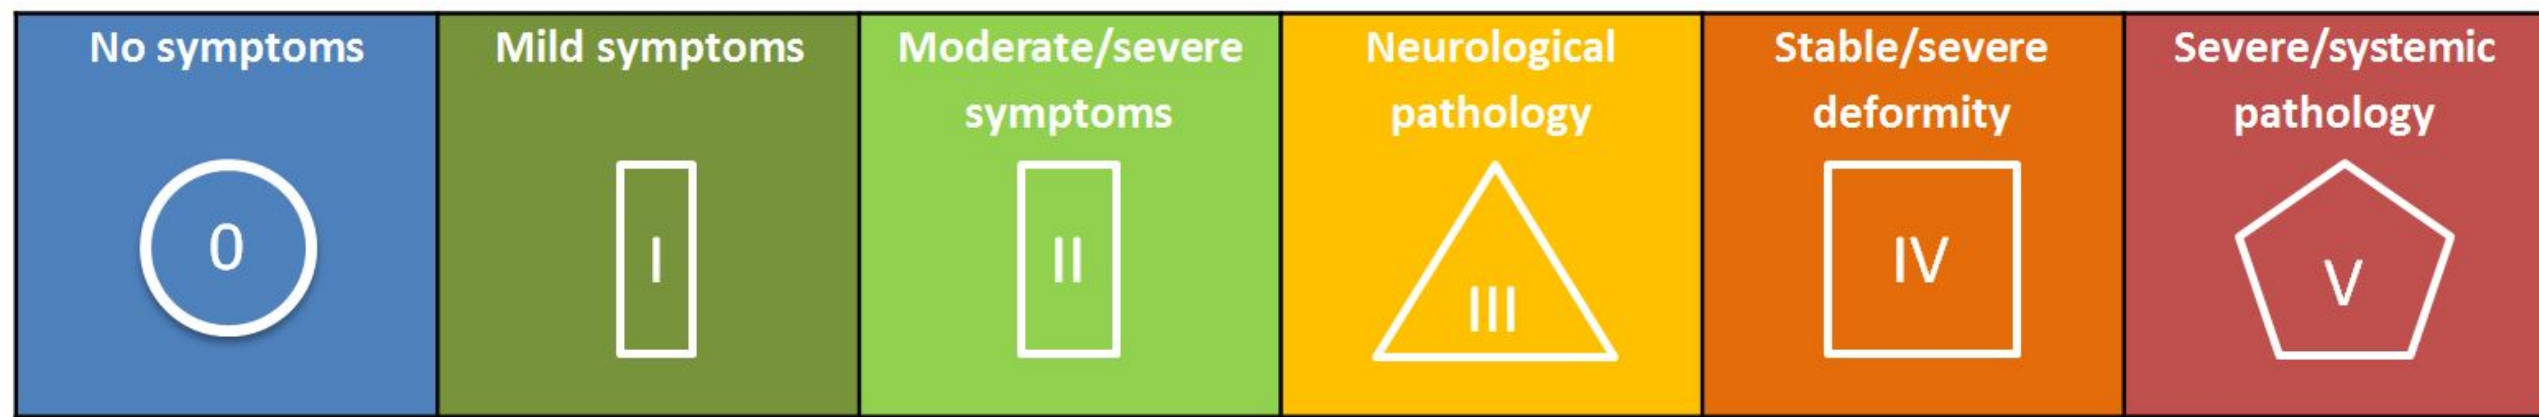 No symptoms
0
Mild symptoms
I
Moderate/severe
symptoms
II
Neurological
pathology
III
Stable/severe
deformity
IV
Severe/systemic
pathology
V